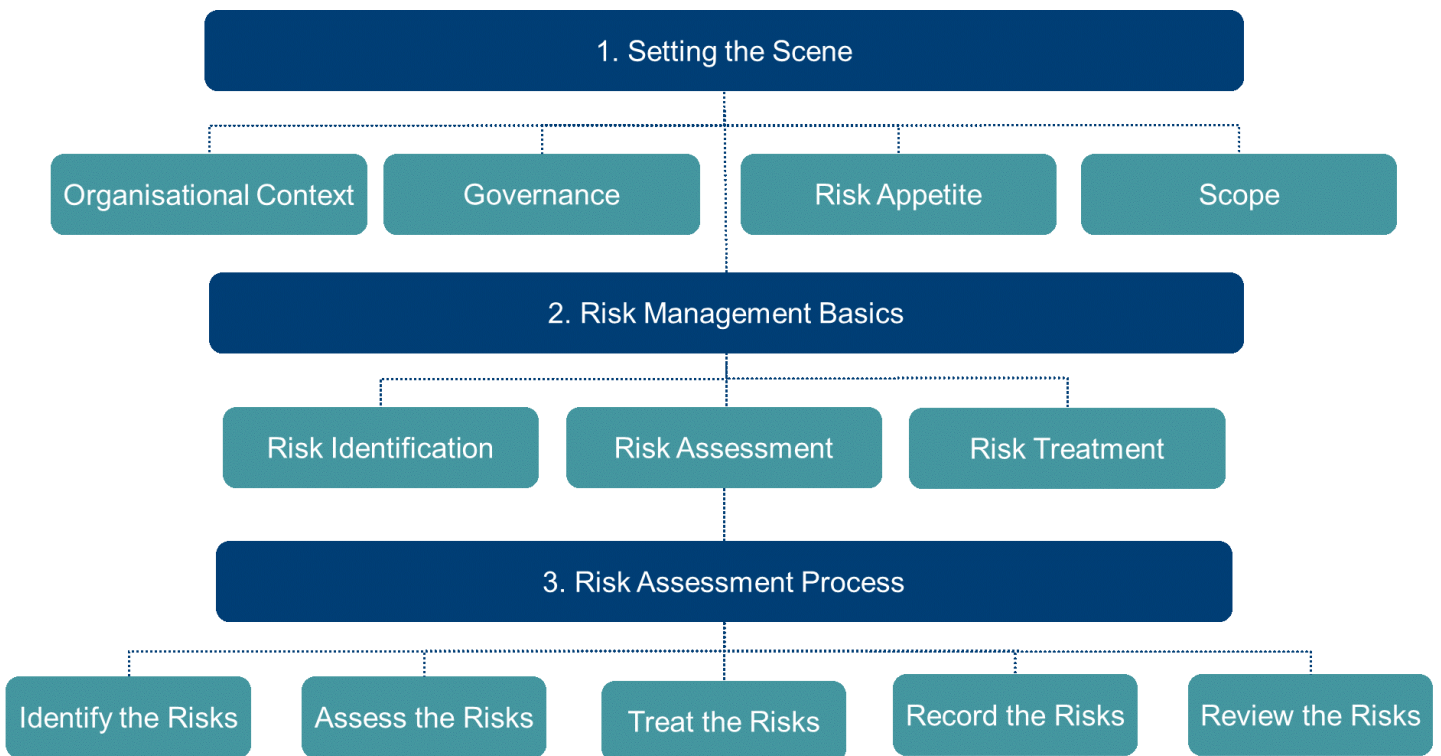 1. Setting the Scene
Organisational Context
Governance
Risk Appetite
Scope
2. Risk Management Basics
Risk Identification
Risk Assessment
Risk Treatment
3. Risk Assessment Process
Identify the Risks
Assess the Risks
Treat the Risks
Record the Risks
Review the Risks